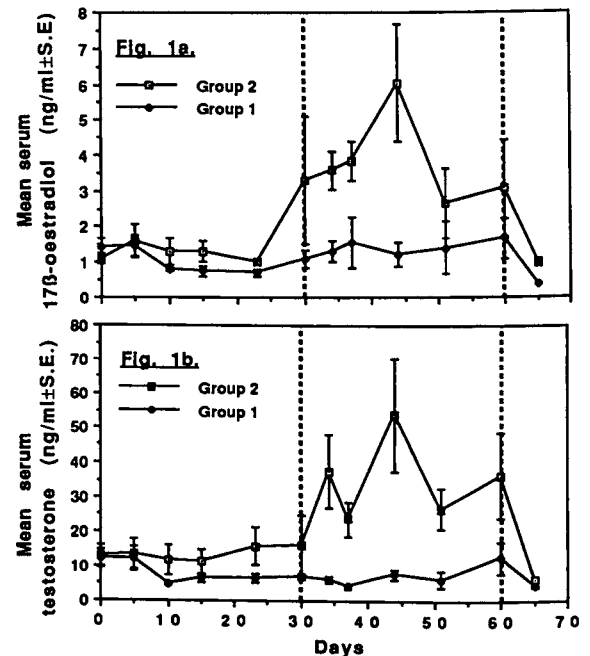 8
7
6
5
4
3
2
1
0
Mean serum
17ß-oestradiol (ng/ml±S.E)
Fig. 1a.
Group 2
Group 1
80
70
60
50
40
30
20
10
0
Mean serum
testosterone (ng/ml±S.E.)
Fig. 1b.
Group 2
Group 1
0 10 20 30 40 50 60 70
Days